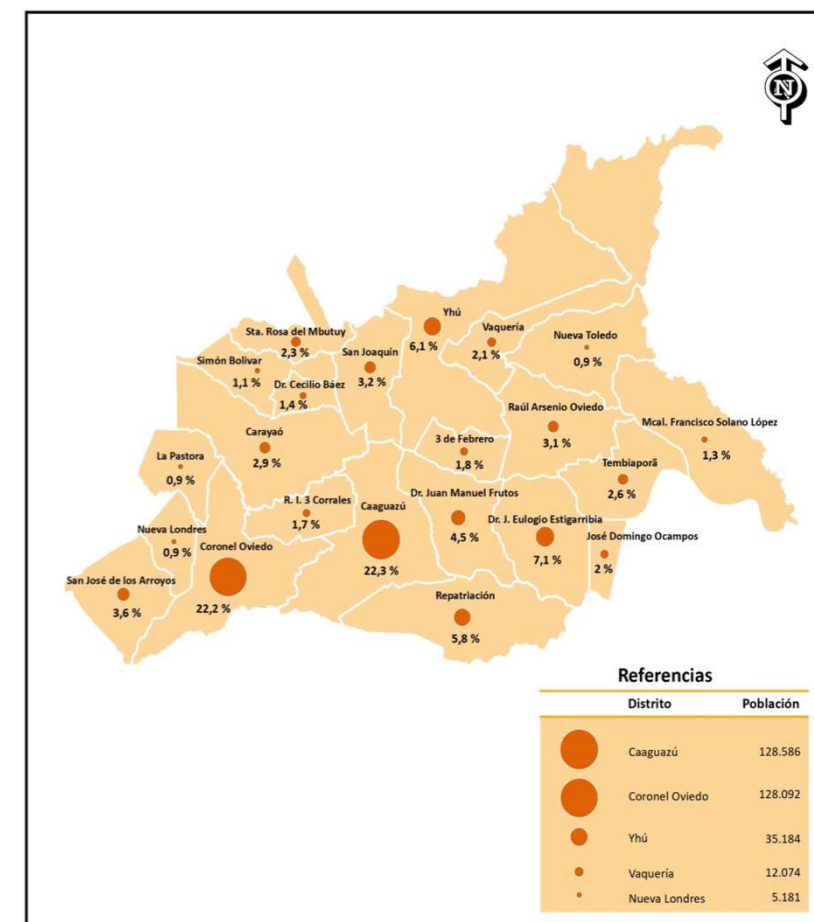 N
Yhú
6,1 %
Vaquería
2,1 %
Nueva Toledo
0,9 %
Sta. Rosa del Mbutuy
2,3 %
San Joaquín
3,2 %
Simón Bolivar
1,1 %
Dr. Cecilio Báez
1,4 %
Raúl Arsenio Oviedo
3,1 %
Mcal. Francisco Solano López
1,3 %
Carayaó
2,9 %
3 de Febrero
1,8 %
La Pastora
0,9 %
Tembiaporã
2,6 %
R. I. 3 Corrales
1,7 %
Caaguazú
22,3 %
Dr. Juan Manuel Frutos
4,5 %
Dr. J. Eulogio Estigarribia
7,1 %
José Domingo Ocampos
2 %
Nueva Londres
0,9 %
Coronel Oviedo
22,2 %
San José de los Arroyos
3,6 %
Repatriación
5,8 %
Referencias
Distrito Población
Caaguazú 128.586
Coronel Oviedo 128.092
Yhú 35.184
Vaquería 12.074
Nueva Londres 5.181